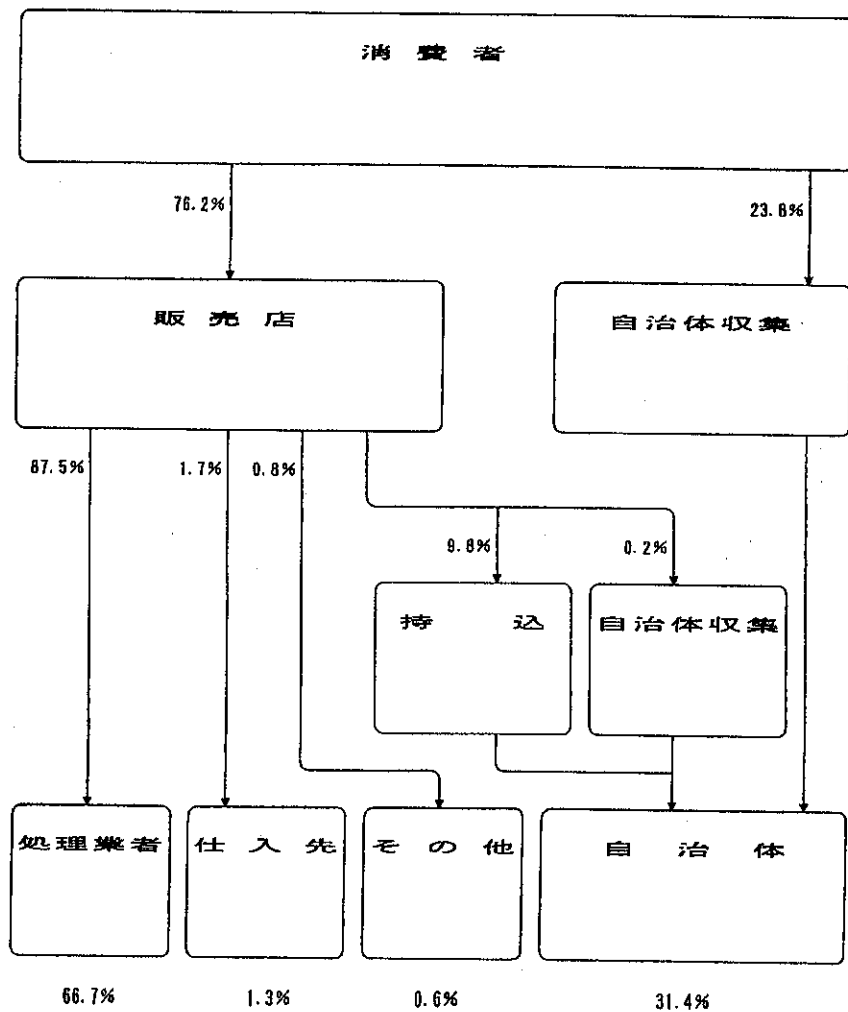 消費者
76.2%
23.8%
販売店
自治体収集
87.5%
1.7%
0.8%
9.8%
0.2%
持込
自治体収集
処理業者
仕入先
その他
自治体
66.7%
1.3%
0.6%
31.4%